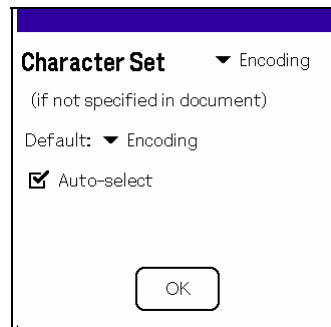 Character Set ▼ Encoding
(if not specified in document)
Default: ▼ Encoding
Auto-select
OK